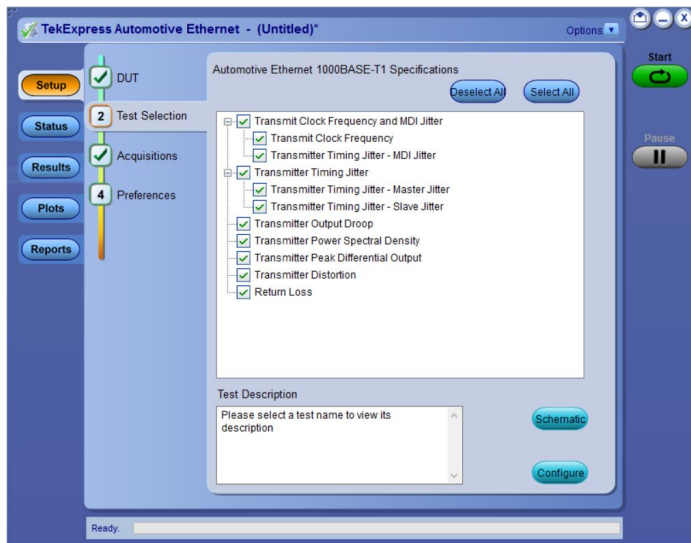 TekExpress Automotive Ethernet - (Untitled)*
Options
Start
Pause
Setup
Status
Results
Plots
Reports
DUT
2 Test Selection
Acquisitions
4 Preferences
Automotive Ethernet 1000BASE-T1 Specifications
Deselect All
Select All
Transmit Clock Frequency and MDI Jitter
Transmit Clock Frequency
Transmitter Timing Jitter - MDI Jitter
Transmitter Timing Jitter
Transmitter Timing Jitter - Master Jitter
Transmitter Timing Jitter - Slave Jitter
Transmitter Output Droop
Transmitter Power Spectral Density
Transmitter Peak Differential Output
Transmitter Distortion
Return Loss
Test Description
Please select a test name to view its
description
Schematic
Configure
Ready.